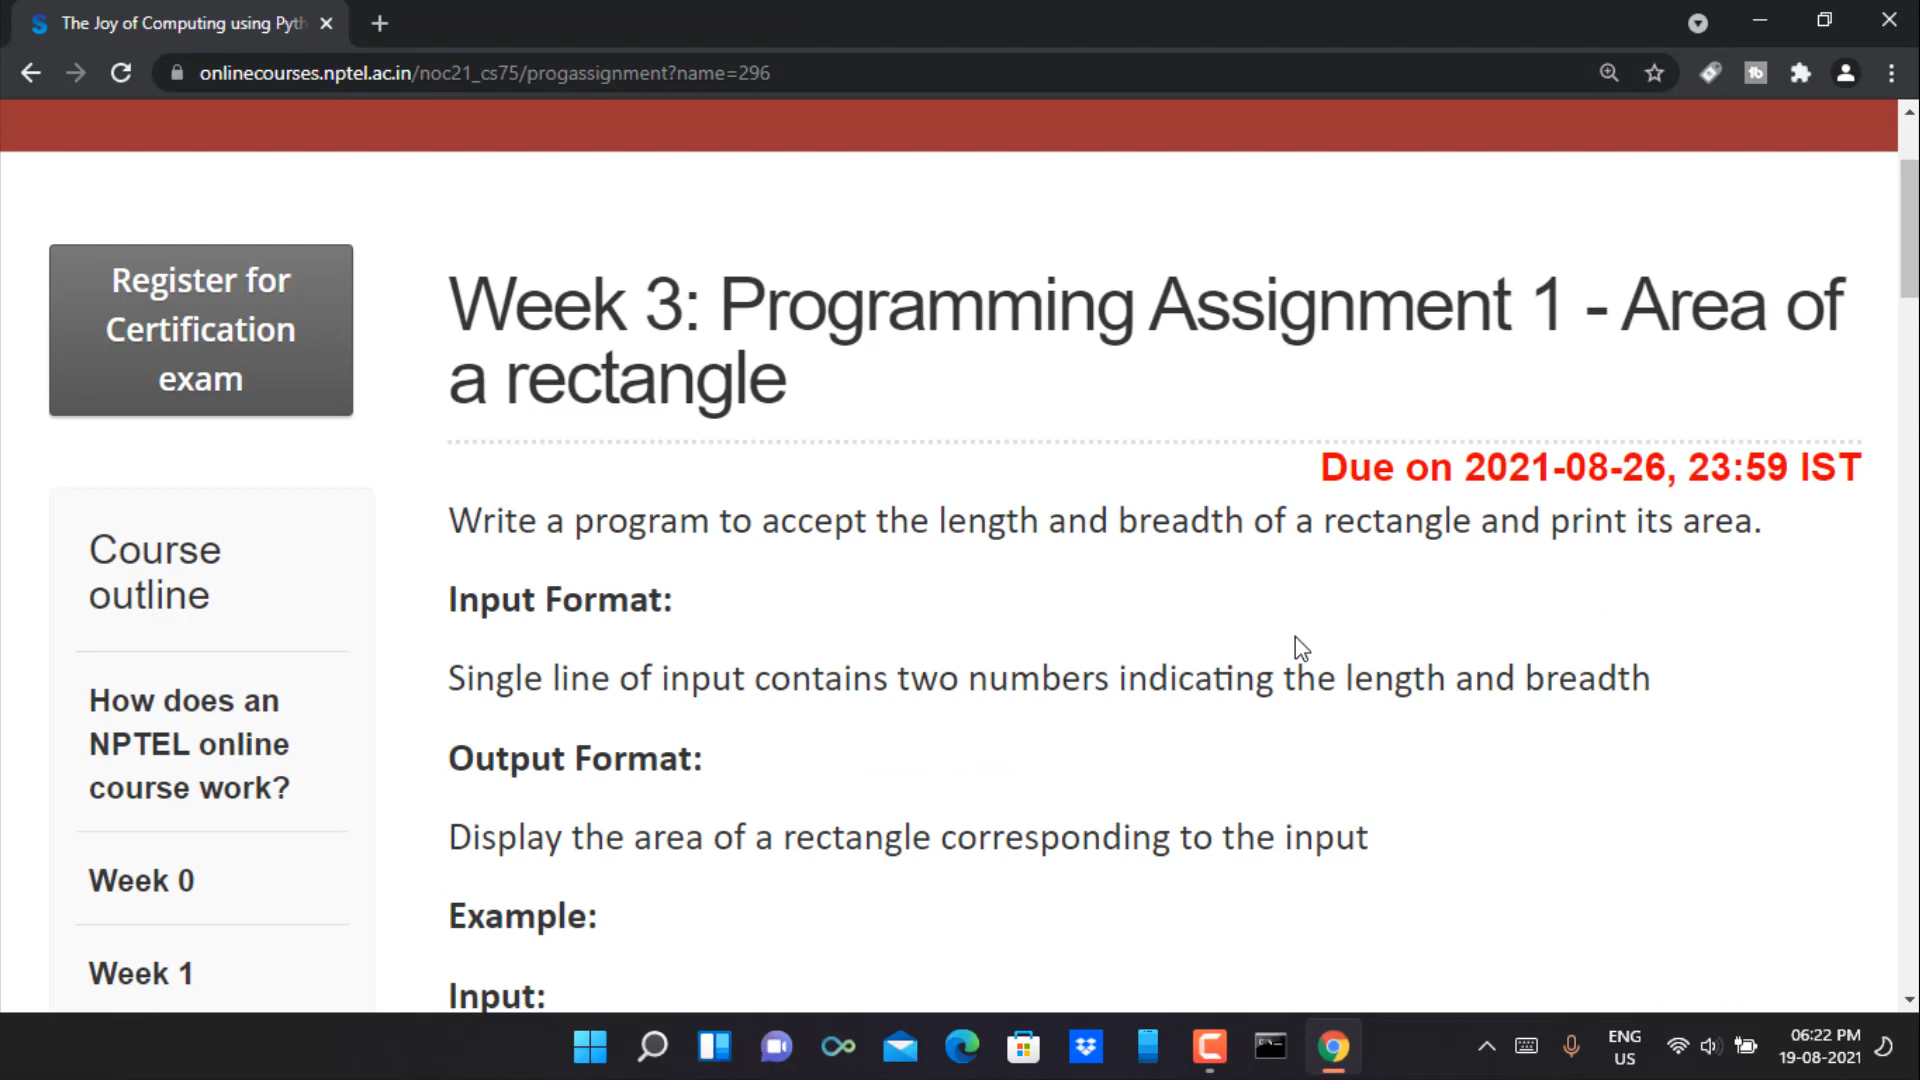 The Joy of Computing using Pyth
onlinecourses.nptel.ac.in/noc21_cs75/progassignment?name=296
Register for
Certification
exam
Week 3: Programming Assignment 1 - Area of
a rectangle
Due on 2021-08-26, 23:59 IST
Write a program to accept the length and breadth of a rectangle and print its area.
Input Format:
Single line of input contains two numbers indicating the length and breadth
Output Format:
Display the area of a rectangle corresponding to the input
Example:
Input:
Course
outline
How does an
NPTEL online
course work?
Week 0
Week 1
ENG
US
06:22 PM
19-08-2021